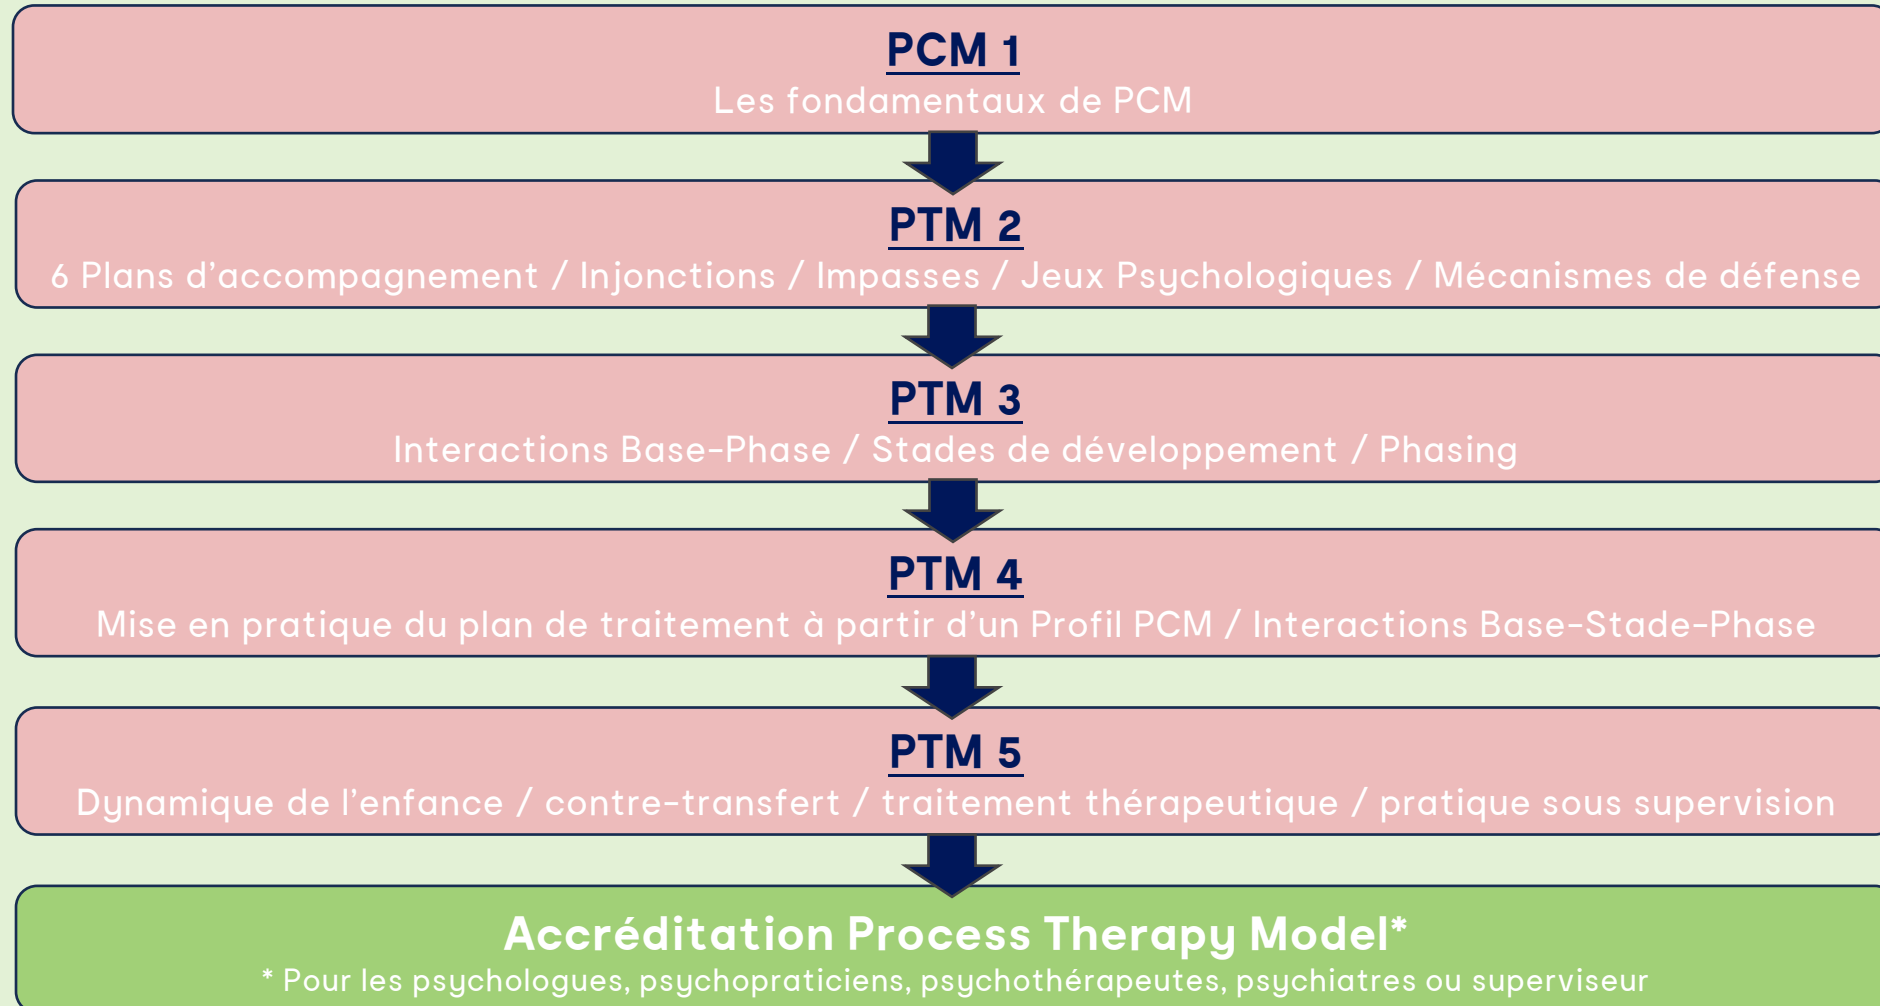 PCM 1
Les fondamentaux de PCM
PTM 2
6 Plans d’accompagnement / Injonctions / Impasses / Jeux Psychologiques / Mécanismes de défense
PTM 3
Interactions Base-Phase / Stades de développement / Phasing
PTM 4
Mise en pratique du plan de traitement à partir d’un Profil PCM / Interactions Base-Stade-Phase
PTM 5
Dynamique de l’enfance / contre-transfert / traitement thérapeutique / pratique sous supervision
Accréditation Process Therapy Model*
* Pour les psychologues, psychopraticiens, psychothérapeutes, psychiatres ou superviseur